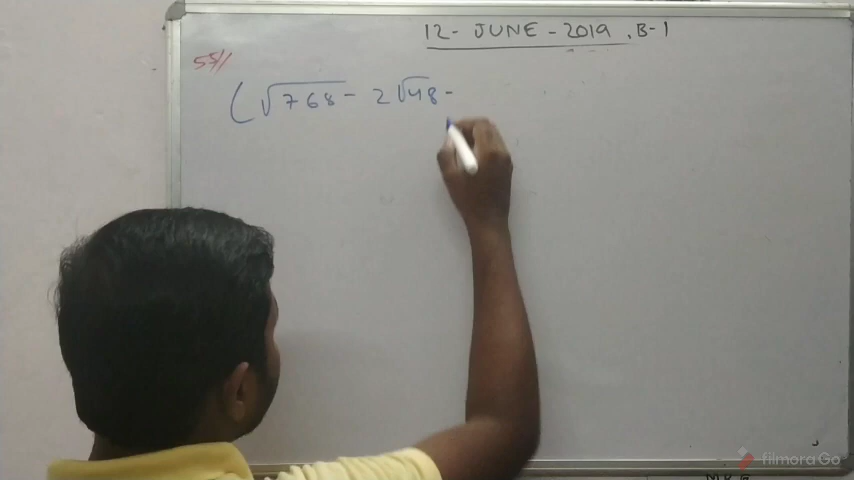 12 - JUNE - 2019, B-1
55//
(√768 - 2√48 -
filmora Go